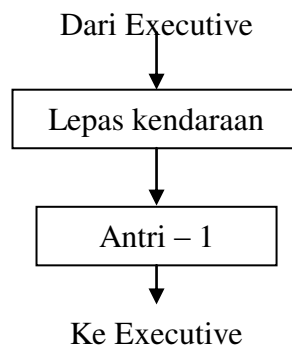 Dari Executive
Lepas kendaraan
Antri – 1
Ke Executive